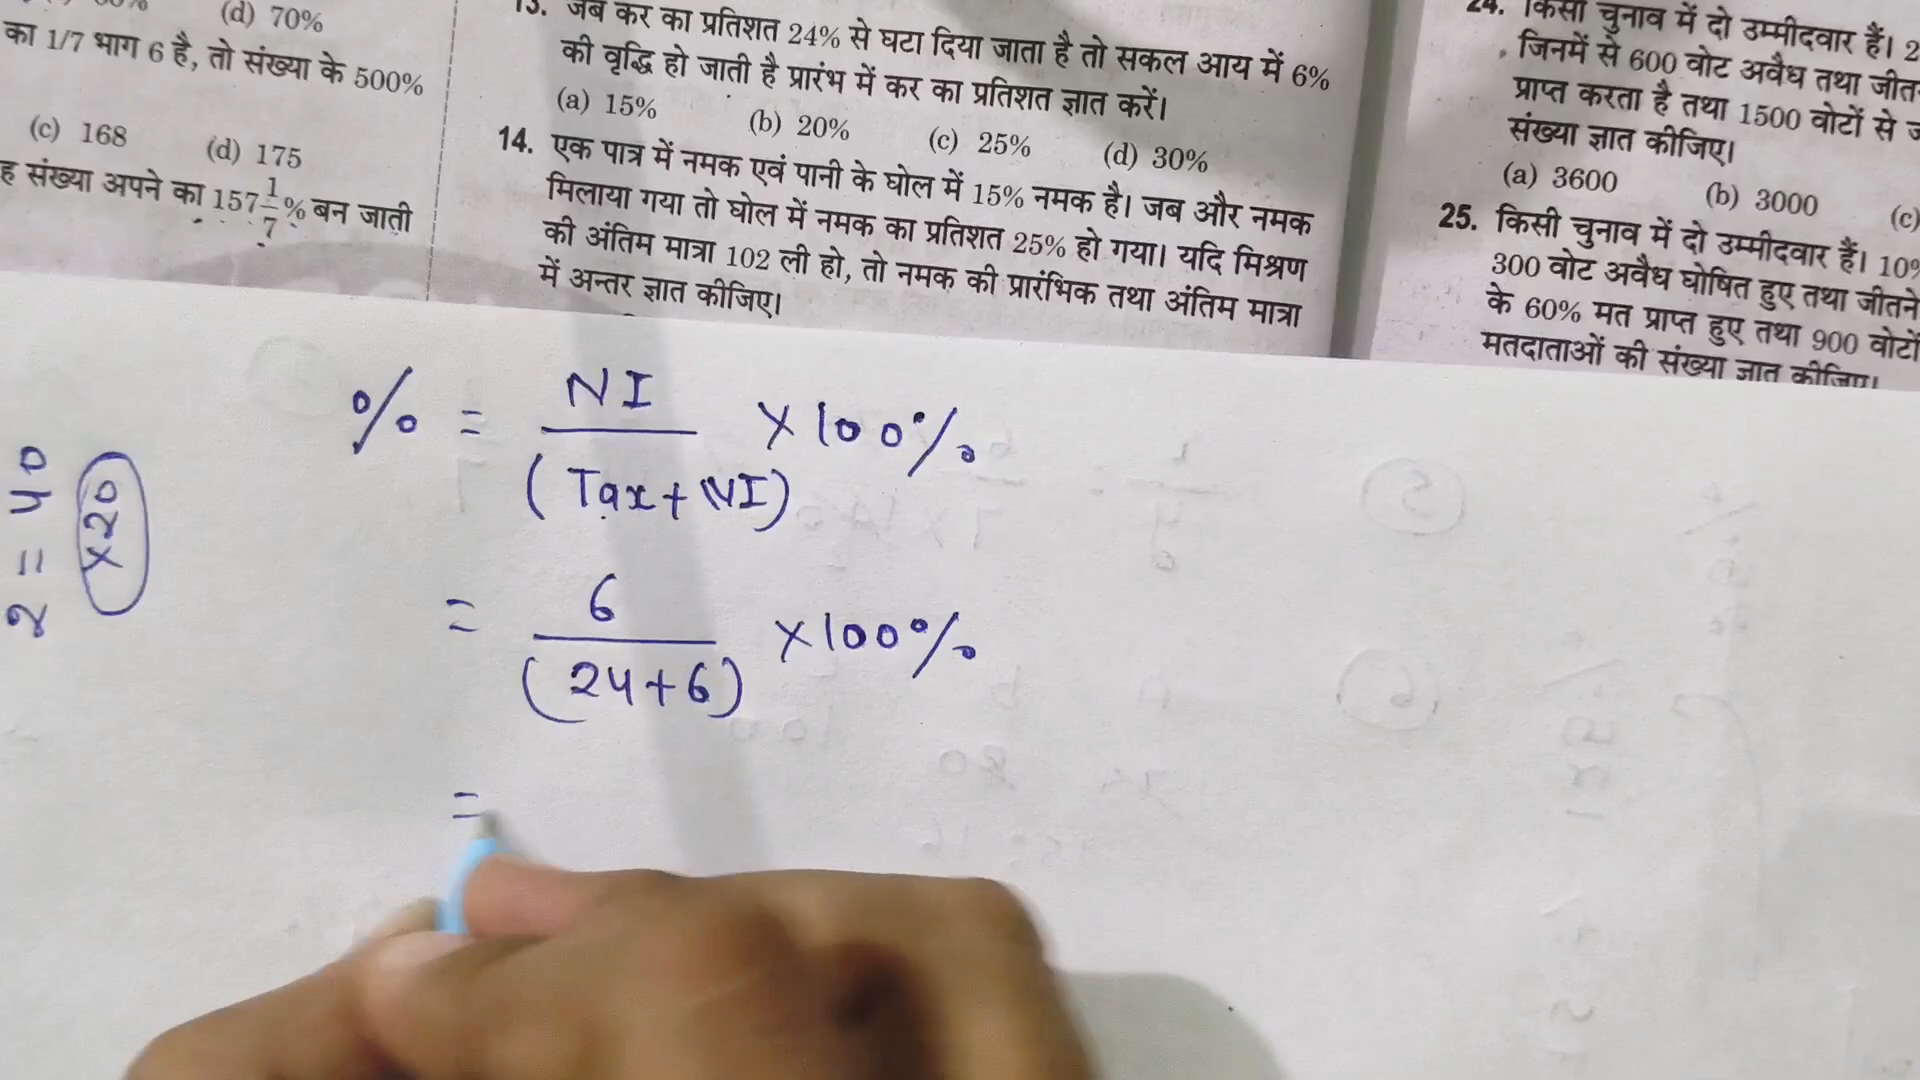 (d) 70%
का 1/7 भाग 6 है, तो संख्या के 500%
(c) 168 (d) 175
ह संख्या अपने का 157 1/7 % बन जाती
13. जब कर का प्रतिशत 24% से घटा दिया जाता है तो सकल आय में 6%
की वृद्धि हो जाती है प्रारंभ में कर का प्रतिशत ज्ञात करें।
(a) 15% (b) 20% (c) 25% (d) 30%
14. एक पात्र में नमक एवं पानी के घोल में 15% नमक है। जब और नमक
मिलाया गया तो घोल में नमक का प्रतिशत 25% हो गया। यदि मिश्रण
की अंतिम मात्रा 102 ली हो, तो नमक की प्रारंभिक तथा अंतिम मात्रा
में अन्तर ज्ञात कीजिए।
24. किसी चुनाव में दो उम्मीदवार हैं। 2
जिनमें से 600 वोट अवैध तथा जीत
प्राप्त करता है तथा 1500 वोटों से
संख्या ज्ञात कीजिए।
(a) 3600 (b) 3000 (c)
25. किसी चुनाव में दो उम्मीदवार हैं। 10%
300 वोट अवैध घोषित हुए तथा जीतने
के 60% मत प्राप्त हुए तथा 900 वोटों
मतदाताओं की संख्या ज्ञात कीजिए।
% = NI / (Tax + NI) × 100%
= 6 / (24+6) × 100%
=
2 = 40
×20